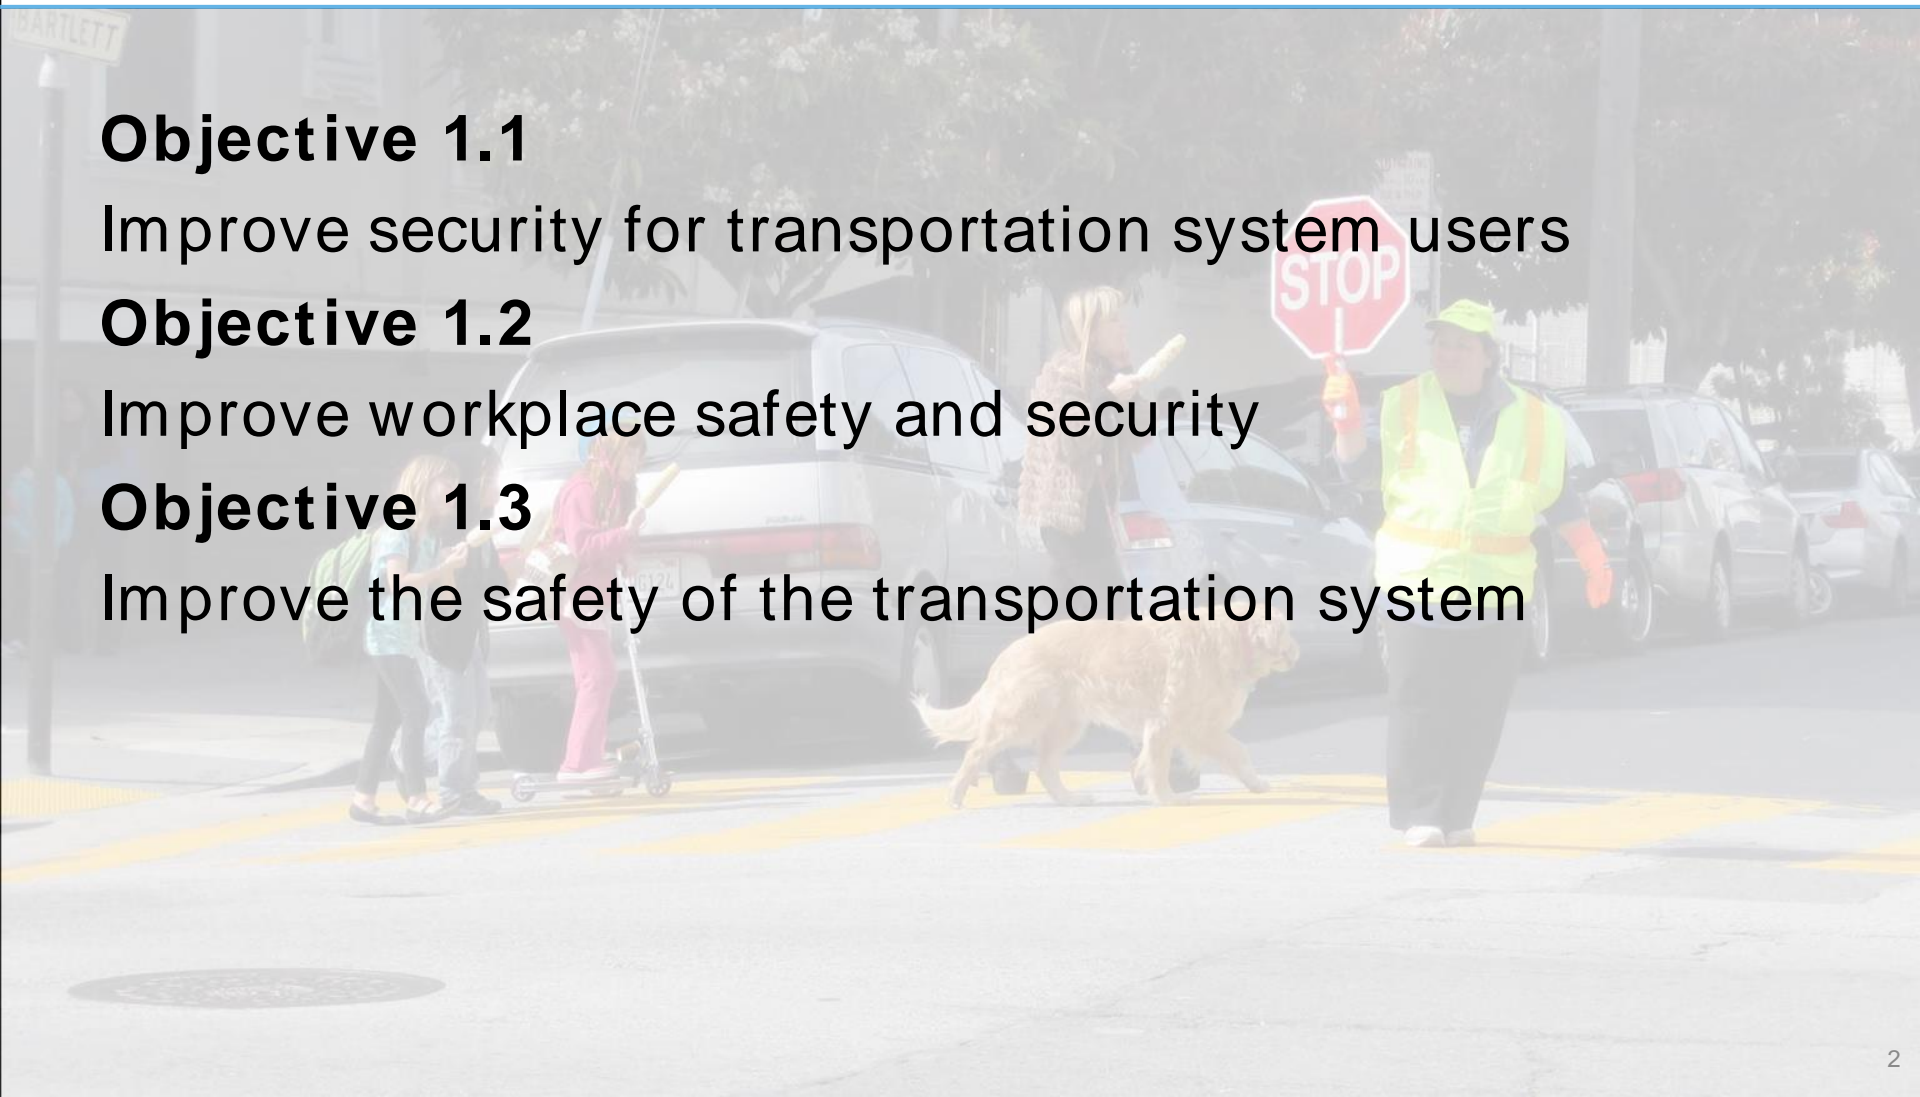 BARTLETT
Objective 1.1
Improve security for transportation system users
STOP
Objective 1.2
Improve workplace safety and security
Objective 1.3
Improve the safety of the transportation system
2